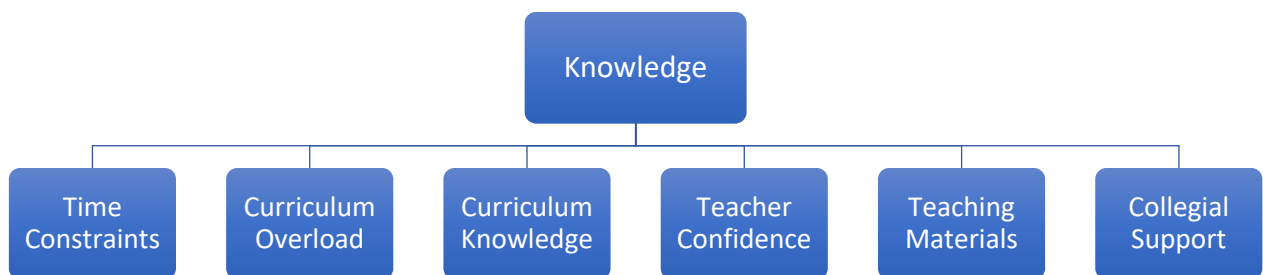 Knowledge
Time
Constraints
Curriculum
Overload
Curriculum
Knowledge
Teacher
Confidence
Teaching
Materials
Collegial
Support